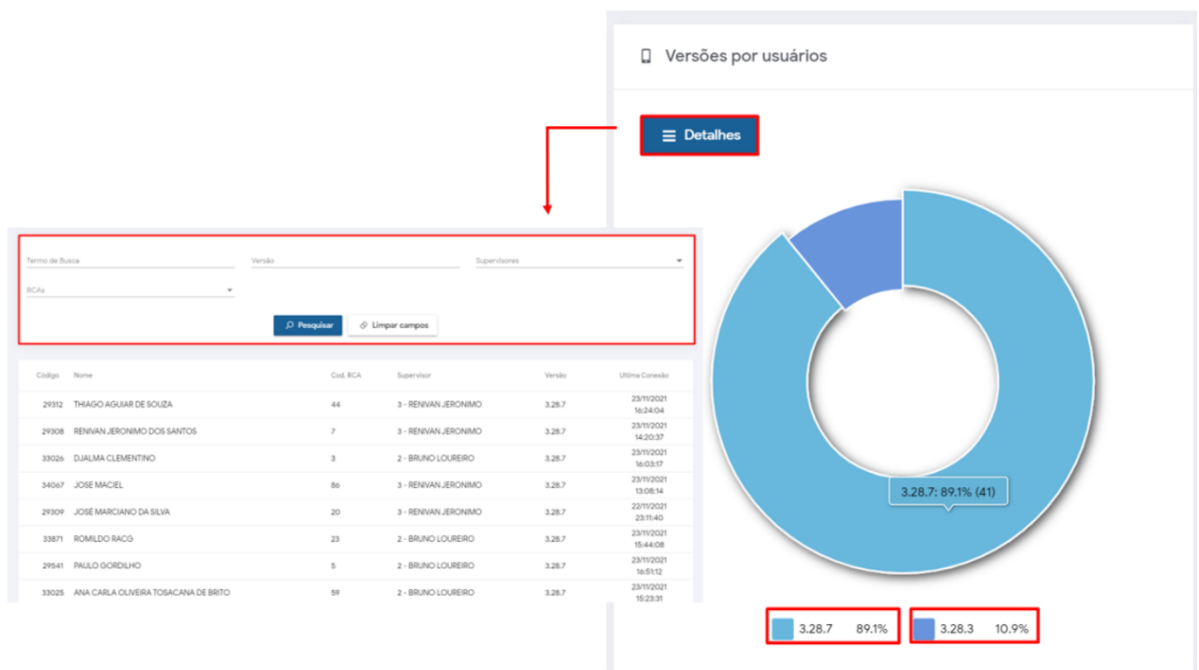 Versões por usuários
Detalhes
Termo de Busca Versão Supervisores
RCAs
Pesquisar Limpar campos
Código Nome Cod. RCA Supervisor Versão Ultima Conexão
29312 THIAGO AGUIAR DE SOUZA 44 3 - RENIVAN JERONIMO 3.28.7 23/11/2021 16:24:04
29308 RENIVAN JERONIMO DOS SANTOS 7 3 - RENIVAN JERONIMO 3.28.7 23/11/2021 14:20:37
33026 DJALMA CLEMENTINO 3 2 - BRUNO LOUREIRO 3.28.7 23/11/2021 16:03:17
34067 JOSE MACIEL 86 3 - RENIVAN JERONIMO 3.28.7 23/11/2021 13:08:14
29309 JOSÉ MARCIANO DA SILVA 20 3 - RENIVAN JERONIMO 3.28.7 22/11/2021 23:11:40
33871 ROMILDO RACG 23 2 - BRUNO LOUREIRO 3.28.7 23/11/2021 15:44:08
29541 PAULO GORDILHO 5 2 - BRUNO LOUREIRO 3.28.7 23/11/2021 16:51:12
33025 ANA CARLA OLIVEIRA TOSACANA DE BRITO 59 2 - BRUNO LOUREIRO 3.28.7 23/11/2021 15:23:31
3.28.7: 89.1% (41)
3.28.7 89.1% 3.28.3 10.9%